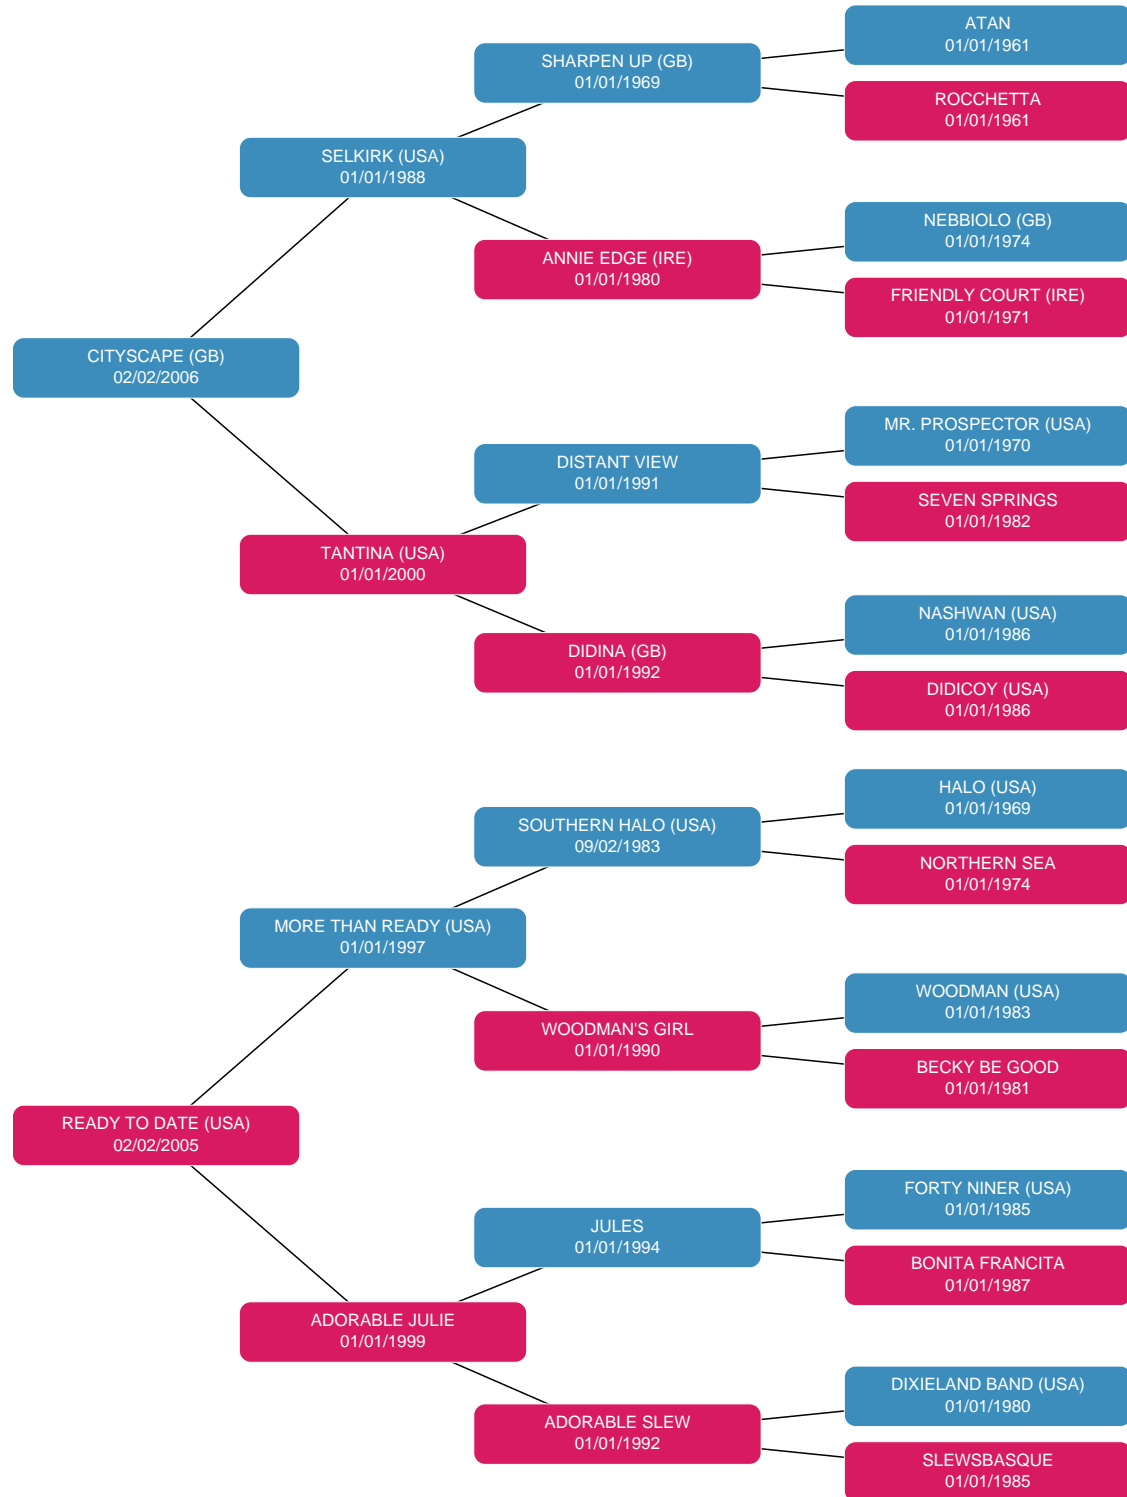 ATAN
01/01/1961
SHARPEN UP (GB)
01/01/1969
ROCCHETTA
01/01/1961
SELKIRK (USA)
01/01/1988
NEBBIOLO (GB)
01/01/1974
ANNIE EDGE (IRE)
01/01/1980
FRIENDLY COURT (IRE)
01/01/1971
CITYSCAPE (GB)
02/02/2006
MR. PROSPECTOR (USA)
01/01/1970
DISTANT VIEW
01/01/1991
SEVEN SPRINGS
01/01/1982
TANTINA (USA)
01/01/2000
NASHWAN (USA)
01/01/1986
DIDINA (GB)
01/01/1992
DIDICOY (USA)
01/01/1986
HALO (USA)
01/01/1969
SOUTHERN HALO (USA)
09/02/1983
NORTHERN SEA
01/01/1974
MORE THAN READY (USA)
01/01/1997
WOODMAN (USA)
01/01/1983
WOODMAN'S GIRL
01/01/1990
BECKY BE GOOD
01/01/1981
READY TO DATE (USA)
02/02/2005
FORTY NINER (USA)
01/01/1985
JULES
01/01/1994
BONITA FRANCITA
01/01/1987
ADORABLE JULIE
01/01/1999
DIXIELAND BAND (USA)
01/01/1980
ADORABLE SLEW
01/01/1992
SLEWSBASQUE
01/01/1985